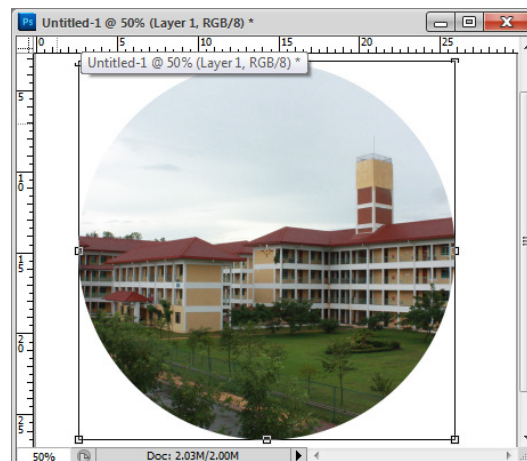 Ps Untitled-1 @ 50% (Layer 1, RGB/8) *
0 5 10 15 20 25
Untitled-1 @ 50% (Layer 1, RGB/8) *
5
10
15
20
25
50% Doc: 2.03M/2.00M